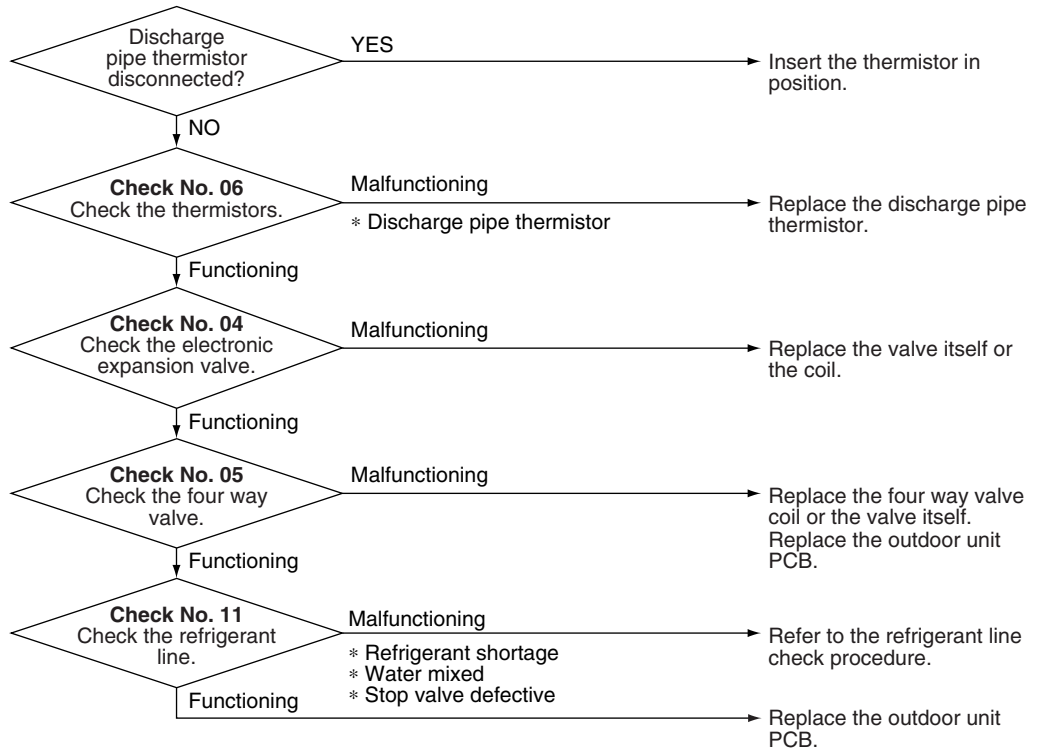 Discharge
pipe thermistor
disconnected?
YES
Insert the thermistor in
position.
NO
Check No. 06
Check the thermistors.
Malfunctioning
* Discharge pipe thermistor
Replace the discharge pipe
thermistor.
Functioning
Check No. 04
Check the electronic
expansion valve.
Malfunctioning
Replace the valve itself or
the coil.
Functioning
Check No. 05
Check the four way
valve.
Malfunctioning
Replace the four way valve
coil or the valve itself.
Replace the outdoor unit
PCB.
Functioning
Check No. 11
Check the refrigerant
line.
Malfunctioning
* Refrigerant shortage
* Water mixed
* Stop valve defective
Refer to the refrigerant line
check procedure.
Functioning
Replace the outdoor unit
PCB.